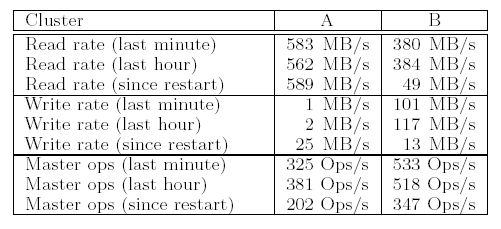 Cluster A B
Read rate (last minute) 583 MB/s 380 MB/s
Read rate (last hour) 562 MB/s 384 MB/s
Read rate (since restart) 589 MB/s 49 MB/s
Write rate (last minute) 1 MB/s 101 MB/s
Write rate (last hour) 2 MB/s 117 MB/s
Write rate (since restart) 25 MB/s 13 MB/s
Master ops (last minute) 325 Ops/s 533 Ops/s
Master ops (last hour) 381 Ops/s 518 Ops/s
Master ops (since restart) 202 Ops/s 347 Ops/s